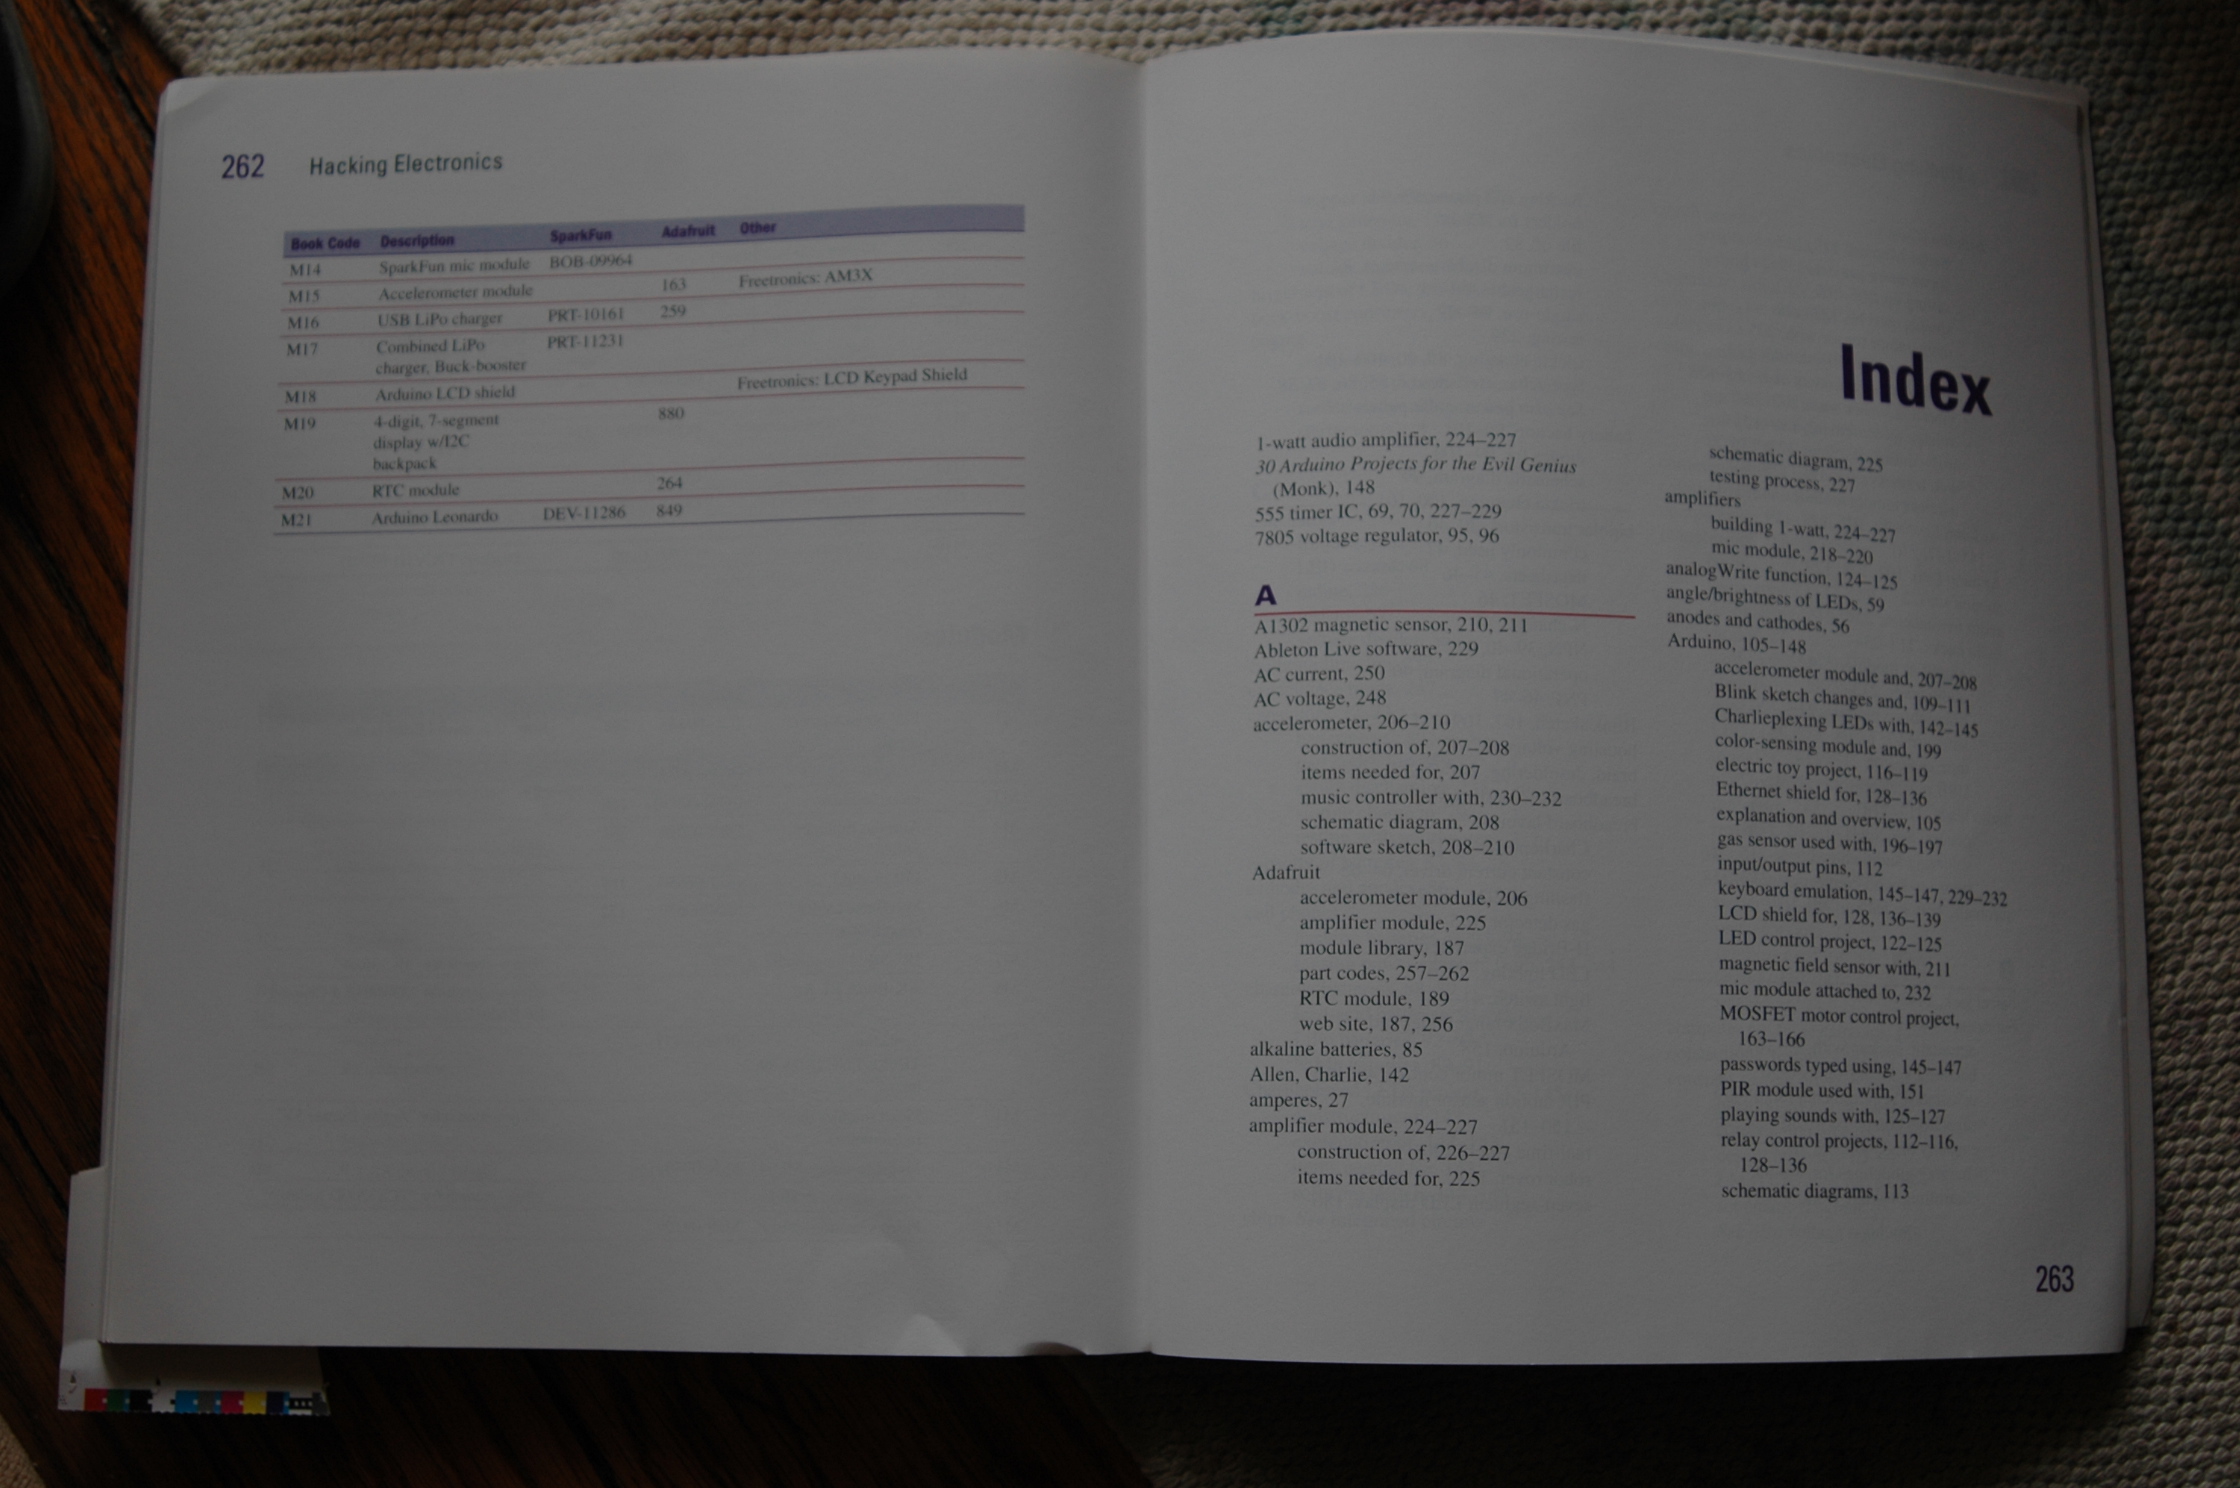 262 Hacking Electronics
Book Code Description SparkFun Adafruit Other
M14 SparkFun mic module BOB-09964
M15 Accelerometer module 163 Freetronics: AM3X
M16 USB LiPo charger PRT-10161 259
M17 Combined LiPo PRT-11231
charger, Buck-booster
M18 Arduino LCD shield Freetronics: LCD Keypad Shield
M19 4-digit, 7-segment 880
display w/I2C
backpack
M20 RTC module 264
M21 Arduino Leonardo DEV-11286 849
Index
1-watt audio amplifier, 224–227
30 Arduino Projects for the Evil Genius
(Monk), 148
555 timer IC, 69, 70, 227–229
7805 voltage regulator, 95, 96
A
A1302 magnetic sensor, 210, 211
Ableton Live software, 229
AC current, 250
AC voltage, 248
accelerometer, 206–210
construction of, 207–208
items needed for, 207
music controller with, 230–232
schematic diagram, 208
software sketch, 208–210
Adafruit
accelerometer module, 206
amplifier module, 225
module library, 187
part codes, 257–262
RTC module, 189
web site, 187, 256
alkaline batteries, 85
Allen, Charlie, 142
amperes, 27
amplifier module, 224–227
construction of, 226–227
items needed for, 225
schematic diagram, 225
testing process, 227
amplifiers
building 1-watt, 224–227
mic module, 218–220
analogWrite function, 124–125
angle/brightness of LEDs, 59
anodes and cathodes, 56
Arduino, 105–148
accelerometer module and, 207–208
Blink sketch changes and, 109–111
Charlieplexing LEDs with, 142–145
color-sensing module and, 199
electric toy project, 116–119
Ethernet shield for, 128–136
explanation and overview, 105
gas sensor used with, 196–197
input/output pins, 112
keyboard emulation, 145–147, 229–232
LCD shield for, 128, 136–139
LED control project, 122–125
magnetic field sensor with, 211
mic module attached to, 232
MOSFET motor control project,
163–166
passwords typed using, 145–147
PIR module used with, 151
playing sounds with, 125–127
relay control projects, 112–116,
128–136
schematic diagrams, 113
263